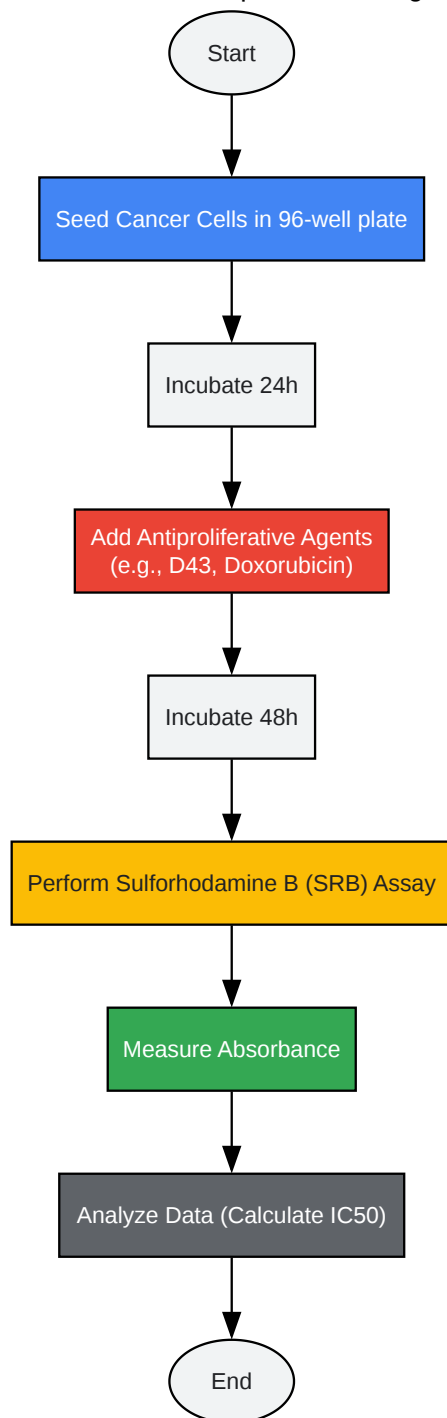 Start
Seed Cancer Cells in 96-well plate
Incubate 24h
Add Antiproliferative Agents
(e.g., D43, Doxorubicin)
Incubate 48h
Perform Sulforhodamine B (SRB) Assay
Measure Absorbance
Analyze Data (Calculate IC50)
End